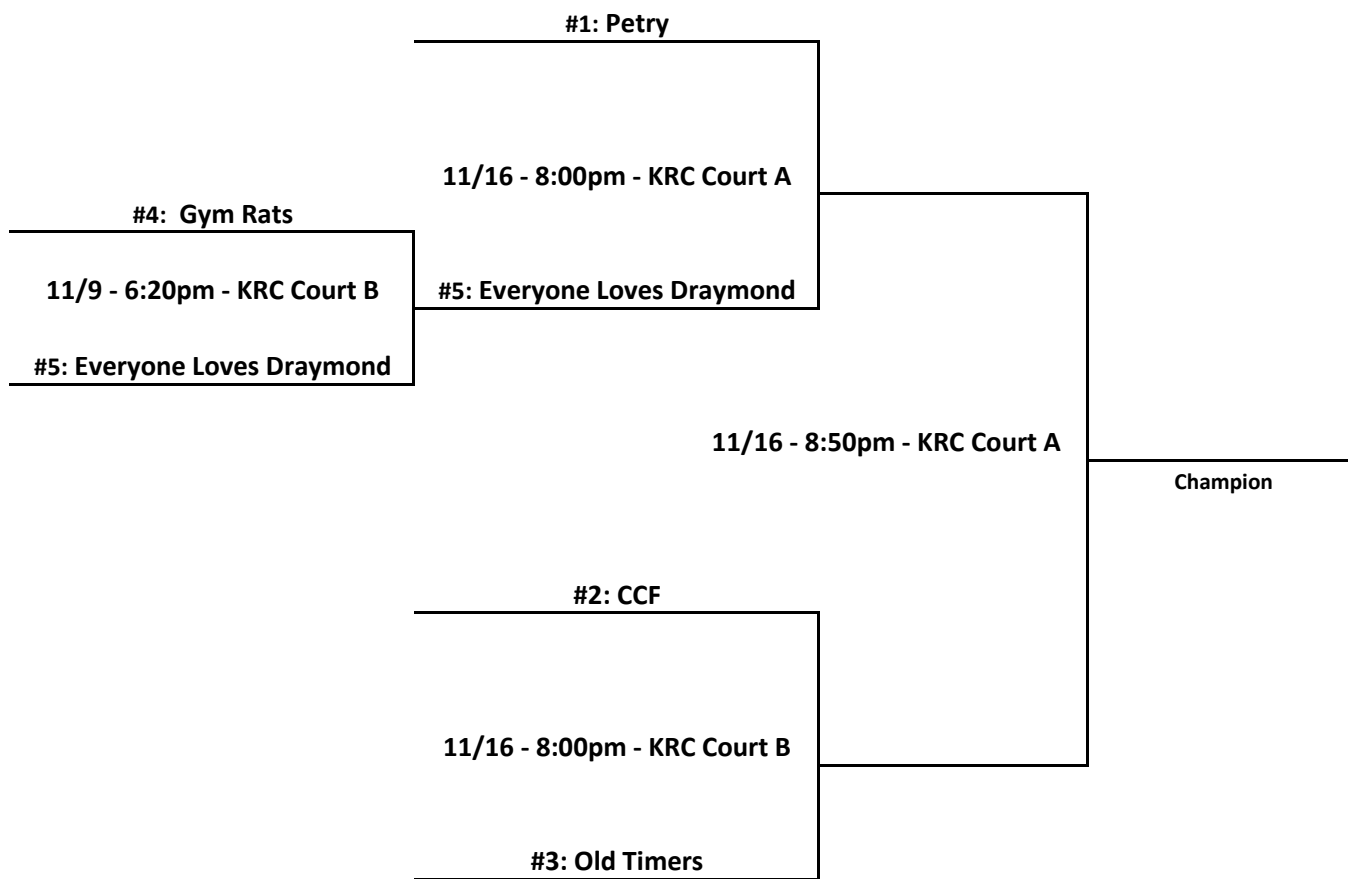 #1: Petry
11/16 - 8:00pm - KRC Court A
#4:  Gym Rats
11/9 - 6:20pm - KRC Court B
#5: Everyone Loves Draymond
#5: Everyone Loves Draymond
11/16 - 8:50pm - KRC Court A
Champion
#2: CCF
11/16 - 8:00pm - KRC Court B
#3: Old Timers